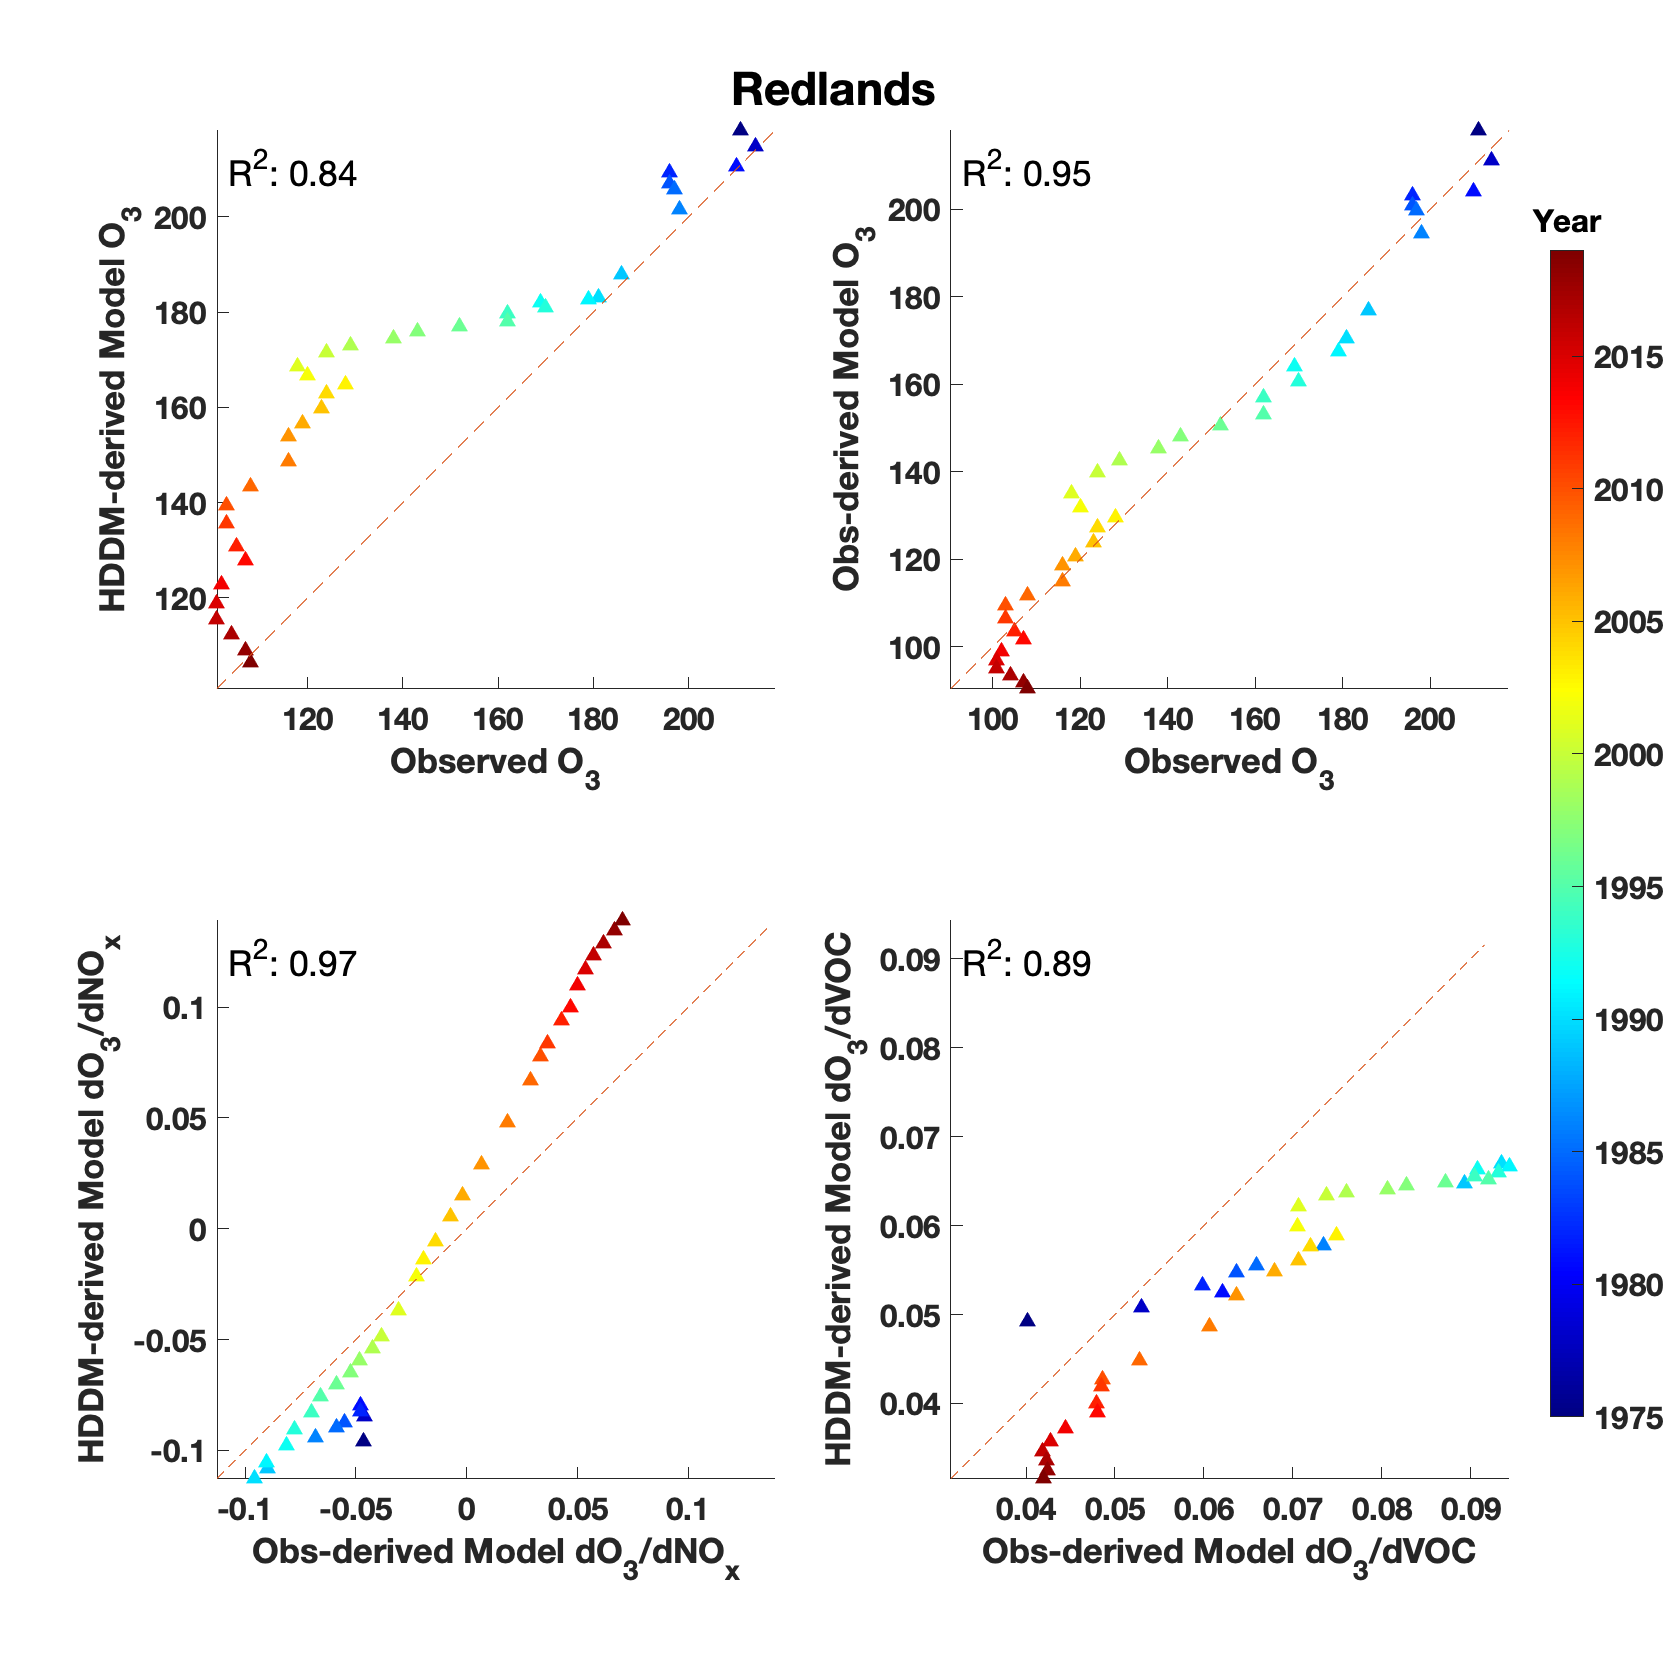 Redlands
R²: 0.84
HDDM-derived Model O₃
200
180
160
140
120
120 140 160 180 200
Observed O₃
R²: 0.95
Obs-derived Model O₃
200
180
160
140
120
100
100 120 140 160 180 200
Observed O₃
Year
2015
2010
2005
2000
1995
1990
1985
1980
1975
R²: 0.97
HDDM-derived Model dO₃/dNOₓ
0.1
0.05
0
-0.05
-0.1
-0.1 -0.05 0 0.05 0.1
Obs-derived Model dO₃/dNOₓ
R²: 0.89
HDDM-derived Model dO₃/dVOC
0.09
0.08
0.07
0.06
0.05
0.04
0.04 0.05 0.06 0.07 0.08 0.09
Obs-derived Model dO₃/dVOC